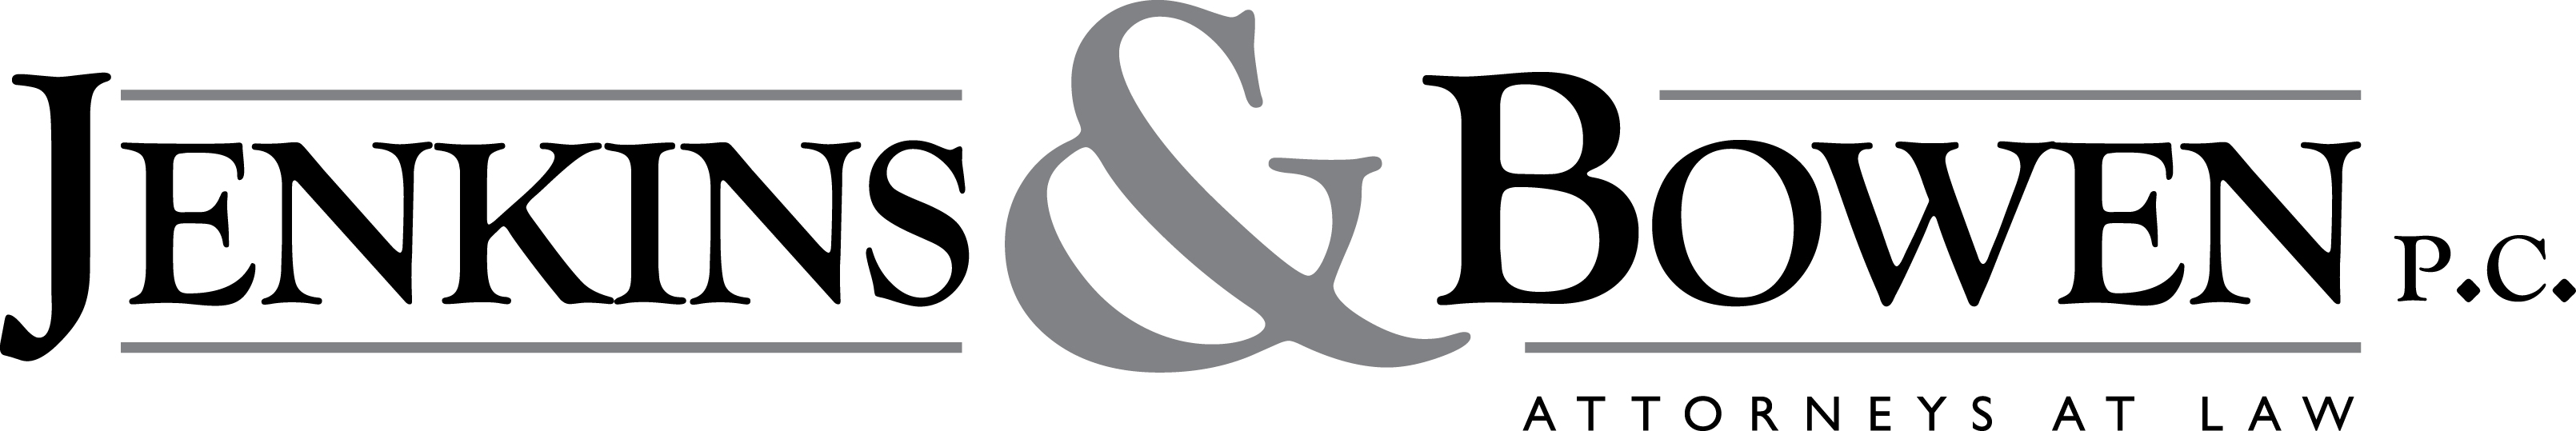 JENKINS & BOWEN P.C.
ATTORNEYS AT LAW